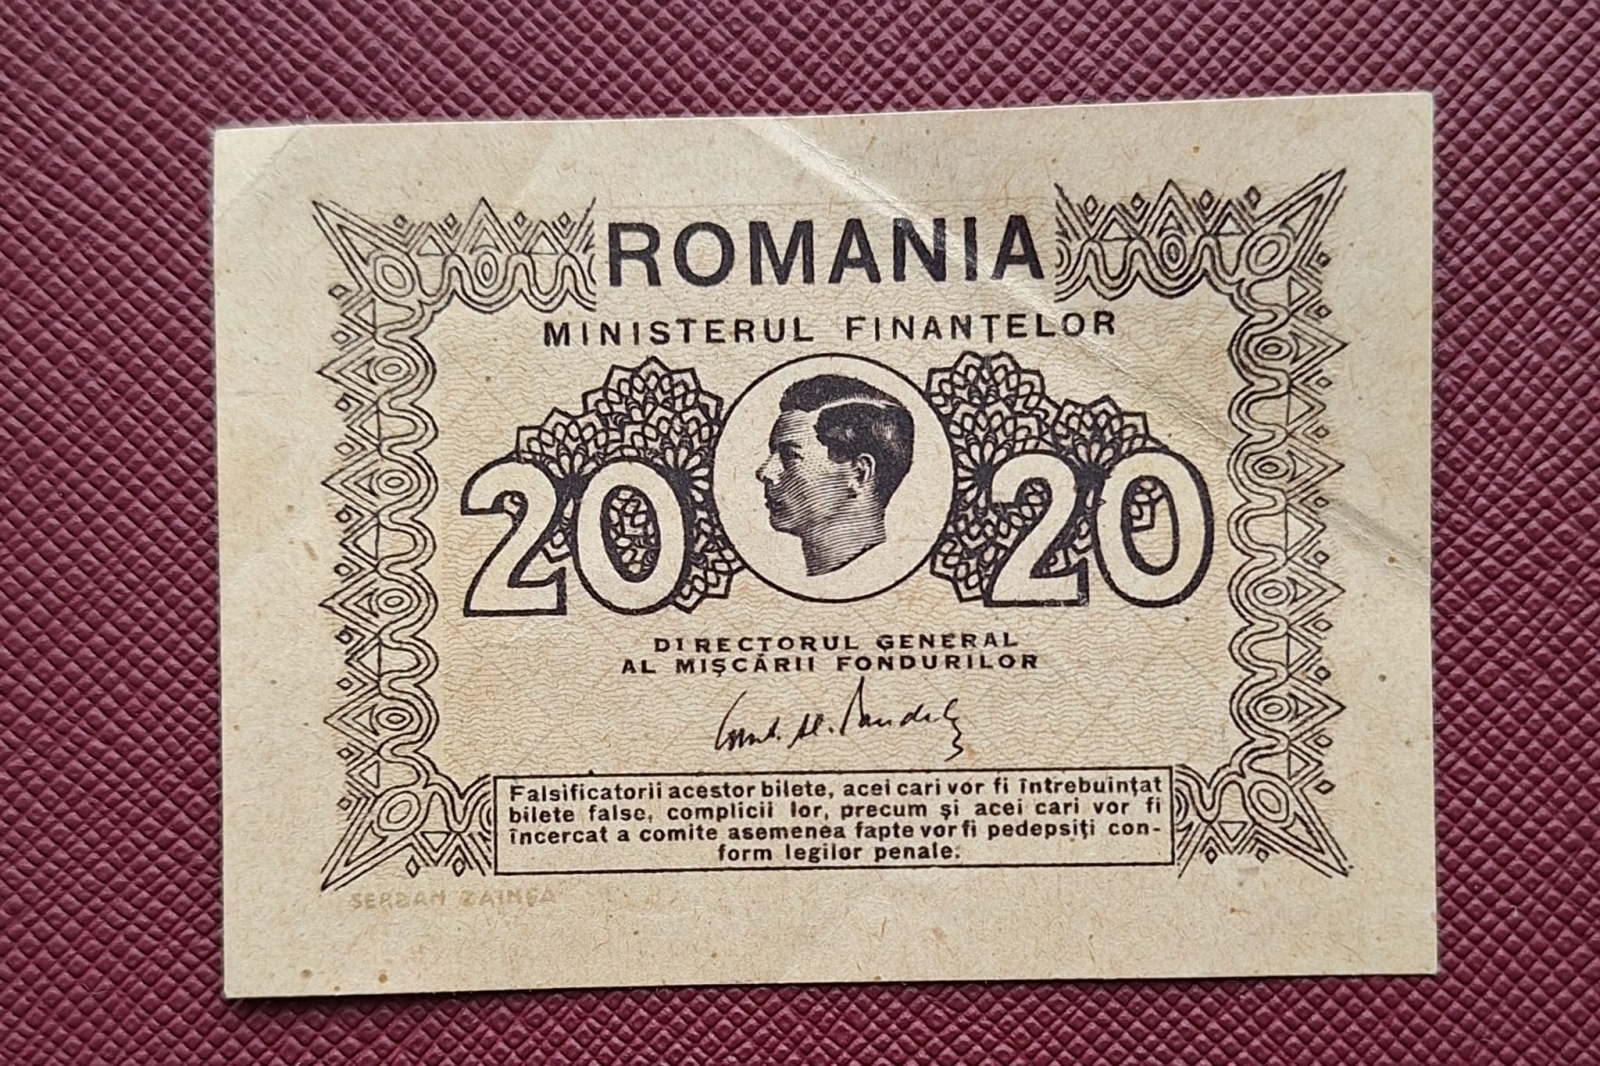 ROMANIA
MINISTERUL FINANȚELOR
20 20
DIRECTORUL GENERAL
AL MIȘCĂRII FONDURILOR
Falsificatorii acestor bilete, acei cari vor fi întrebuințat
bilete false, complicii lor, precum și acei cari vor fi
încercat a comite asemenea fapte vor fi pedepsiți con-
form legilor penale.
SERBAN ZAINEA